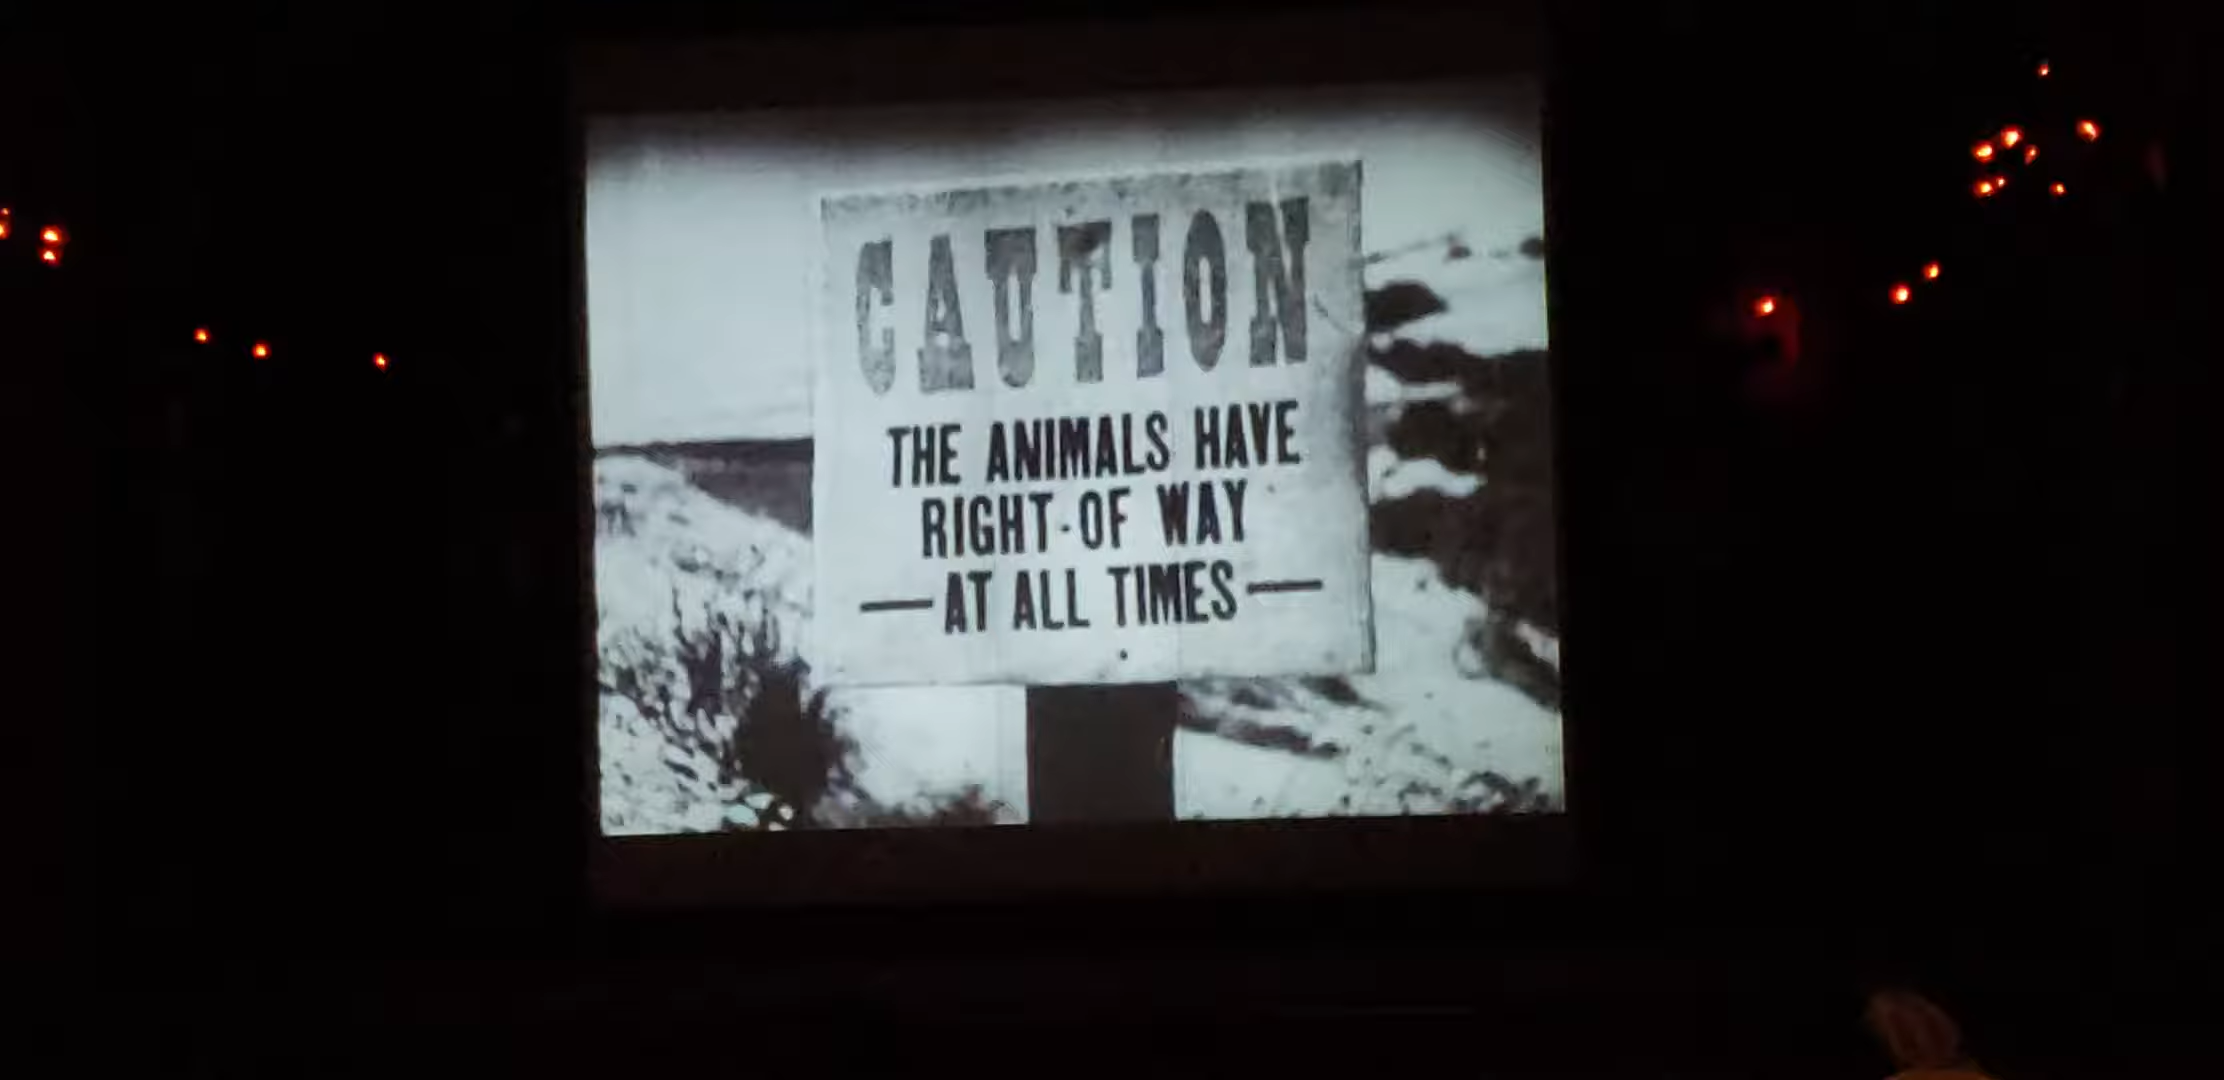 CAUTION
THE ANIMALS HAVE
RIGHT-OF WAY
—AT ALL TIMES—